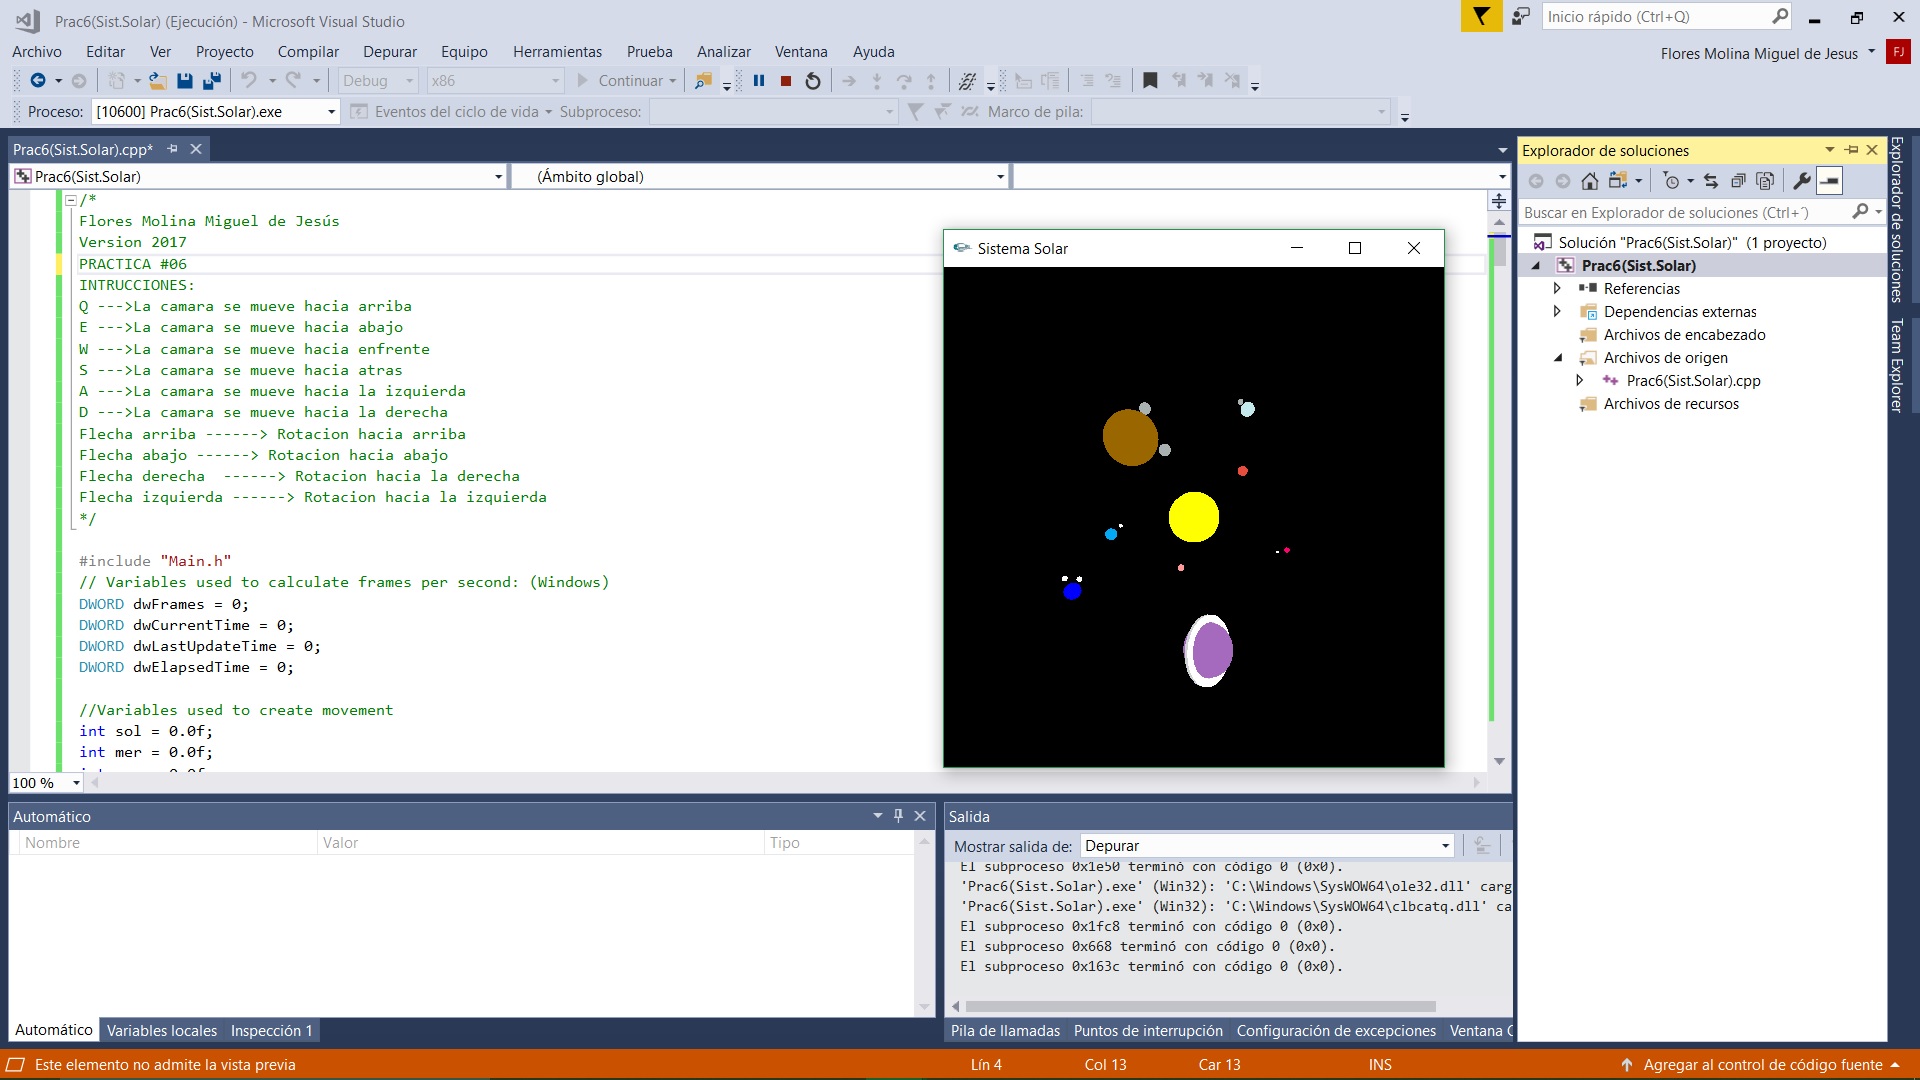 Prac6(Sist.Solar) (Ejecución) - Microsoft Visual Studio
Inicio rápido (Ctrl+Q)
Archivo Editar Ver Proyecto Compilar Depurar Equipo Herramientas Prueba Analizar Ventana Ayuda
Flores Molina Miguel de Jesus FJ
Debug x86 Continuar
Proceso: [10600] Prac6(Sist.Solar).exe Eventos del ciclo de vida Subproceso: Marco de pila:
Prac6(Sist.Solar).cpp*
Prac6(Sist.Solar) (Ámbito global)
/*
Flores Molina Miguel de Jesús
Version 2017
PRACTICA #06
INTRUCCIONES:
Q --->La camara se mueve hacia arriba
E --->La camara se mueve hacia abajo
W --->La camara se mueve hacia enfrente
S --->La camara se mueve hacia atras
A --->La camara se mueve hacia la izquierda
D --->La camara se mueve hacia la derecha
Flecha arriba ------> Rotacion hacia arriba
Flecha abajo ------> Rotacion hacia abajo
Flecha derecha  ------> Rotacion hacia la derecha
Flecha izquierda ------> Rotacion hacia la izquierda
*/
#include "Main.h"
// Variables used to calculate frames per second: (Windows)
DWORD dwFrames = 0;
DWORD dwCurrentTime = 0;
DWORD dwLastUpdateTime = 0;
DWORD dwElapsedTime = 0;
//Variables used to create movement
int sol = 0.0f;
int mer = 0.0f;
100 %
Sistema Solar
Explorador de soluciones
Buscar en Explorador de soluciones (Ctrl+´)
Solución "Prac6(Sist.Solar)" (1 proyecto)
Prac6(Sist.Solar)
Referencias
Dependencias externas
Archivos de encabezado
Archivos de origen
Prac6(Sist.Solar).cpp
Archivos de recursos
Explorador de soluciones
Team Explorer
Automático
Nombre Valor Tipo
Automático Variables locales Inspección 1
Salida
Mostrar salida de: Depurar
El subproceso 0x1e50 terminó con código 0 (0x0).
'Prac6(Sist.Solar).exe' (Win32): 'C:\Windows\SysWOW64\ole32.dll' carg
'Prac6(Sist.Solar).exe' (Win32): 'C:\Windows\SysWOW64\clbcatq.dll' ca
El subproceso 0x1fc8 terminó con código 0 (0x0).
El subproceso 0x668 terminó con código 0 (0x0).
El subproceso 0x163c terminó con código 0 (0x0).
Pila de llamadas Puntos de interrupción Configuración de excepciones Ventana C
Este elemento no admite la vista previa Lín 4 Col 13 Car 13 INS Agregar al control de código fuente